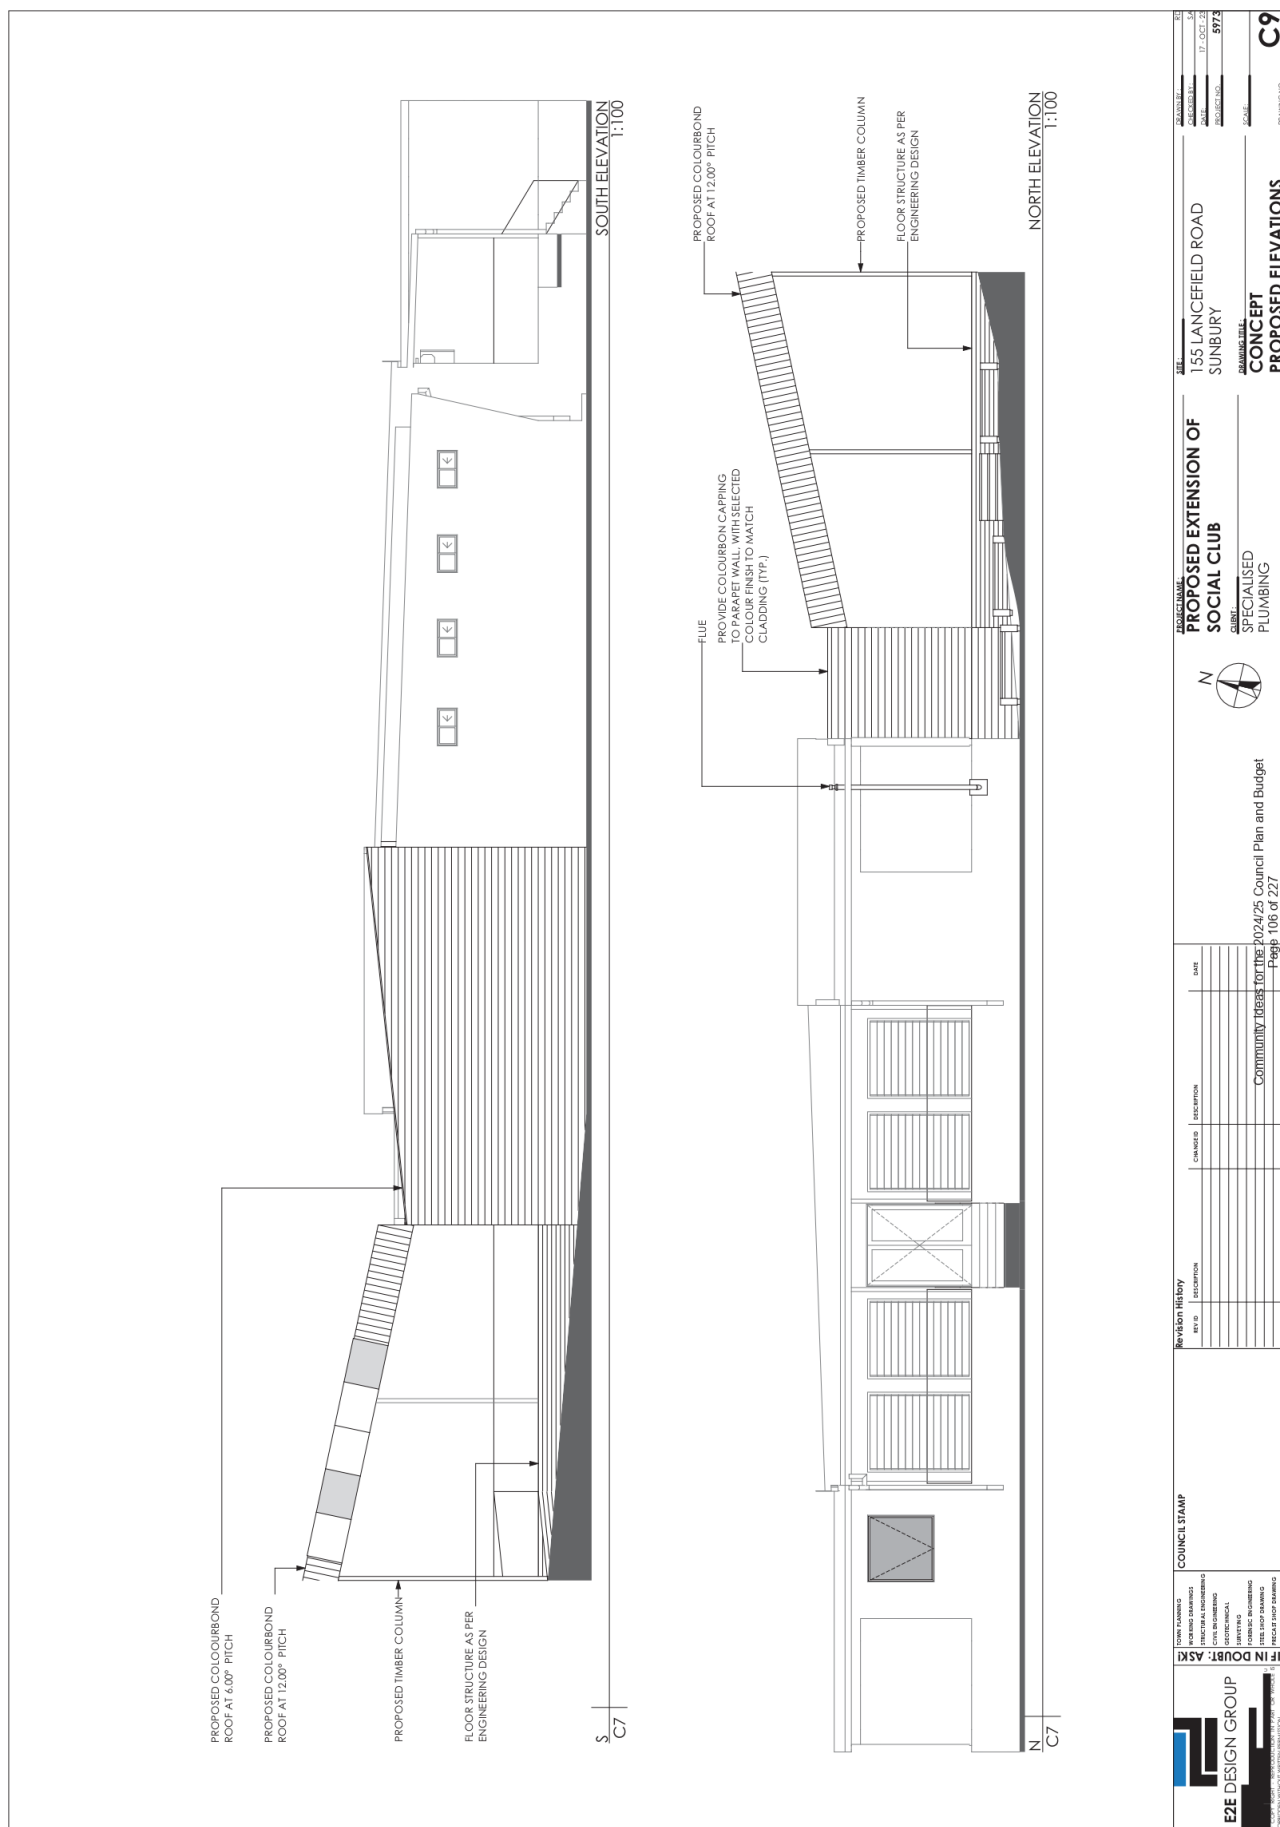 PROPOSED COLOOURBOND
ROOF AT 6.00° PITCH
PROPOSED COLOURBOND
ROOF AT 12.00° PITCH
PROPOSED TIMBER COLUMN
FLOOR STRUCTURE AS PER
ENGINEERING DESIGN
S
C7
SOUTH ELEVATION
1:100
FLUE
PROVIDE COLOURBON CAPPING
TO PARAPET WALL, WITH SELECTED
COLOUR FINISH TO MATCH
CLADDING (TYP.)
PROPOSED COLOURBOND
ROOF AT 12.00° PITCH
PROPOSED TIMBER COLUMN
FLOOR STRUCTURE AS PER
ENGINEERING DESIGN
N
C7
NORTH ELEVATION
1:100
E2E DESIGN GROUP
IF IN DOUBT: ASK!
TOWN PLANNING
WORKING DRAWINGS
STRUCTURAL ENGINEERING
CIVIL ENGINEERING
GEOTECHNICAL
SURVEYING
FORENSIC ENGINEERING
STEEL SHOP DRAWING
PRECAST SHOP DRAWING
COUNCIL STAMP
Revision History
REV ID DESCRIPTION CHANGE ID DESCRIPTION DATE
Community Ideas for the 2024/25 Council Plan and Budget
Page 106 of 227
N
PROJECT NAME:
PROPOSED EXTENSION OF
SOCIAL CLUB
CLIENT:
SPECIALISED
PLUMBING
SITE:
155 LANCEFIELD ROAD
SUNBURY
DRAWING TITLE:
CONCEPT
PROPOSED ELEVATIONS
DRAWN BY:
CHECKED BY:
DATE: 17-OCT-23
PROJECT NO: 5973
SCALE:
C9